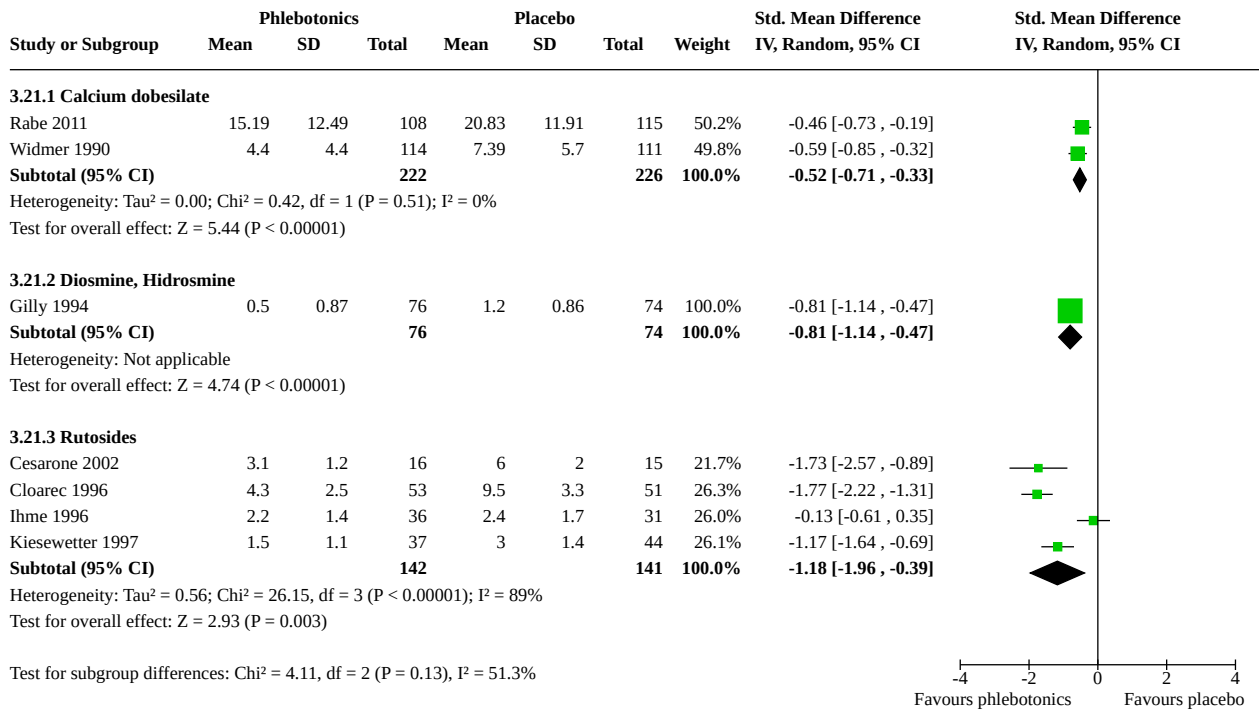 Phlebotonics Placebo Std. Mean Difference Std. Mean Difference
Study or Subgroup Mean SD Total Mean SD Total Weight IV, Random, 95% CI IV, Random, 95% CI
3.21.1 Calcium dobesilate
Rabe 2011 15.19 12.49 108 20.83 11.91 115 50.2% -0.46 [-0.73 , -0.19]
Widmer 1990 4.4 4.4 114 7.39 5.7 111 49.8% -0.59 [-0.85 , -0.32]
Subtotal (95% CI) 222 226 100.0% -0.52 [-0.71 , -0.33]
Heterogeneity: Tau² = 0.00; Chi² = 0.42, df = 1 (P = 0.51); I² = 0%
Test for overall effect: Z = 5.44 (P < 0.00001)
3.21.2 Diosmine, Hidrosmine
Gilly 1994 0.5 0.87 76 1.2 0.86 74 100.0% -0.81 [-1.14 , -0.47]
Subtotal (95% CI) 76 74 100.0% -0.81 [-1.14 , -0.47]
Heterogeneity: Not applicable
Test for overall effect: Z = 4.74 (P < 0.00001)
3.21.3 Rutosides
Cesarone 2002 3.1 1.2 16 6 2 15 21.7% -1.73 [-2.57 , -0.89]
Cloarec 1996 4.3 2.5 53 9.5 3.3 51 26.3% -1.77 [-2.22 , -1.31]
Ihme 1996 2.2 1.4 36 2.4 1.7 31 26.0% -0.13 [-0.61 , 0.35]
Kiesewetter 1997 1.5 1.1 37 3 1.4 44 26.1% -1.17 [-1.64 , -0.69]
Subtotal (95% CI) 142 141 100.0% -1.18 [-1.96 , -0.39]
Heterogeneity: Tau² = 0.56; Chi² = 26.15, df = 3 (P < 0.00001); I² = 89%
Test for overall effect: Z = 2.93 (P = 0.003)
Test for subgroup differences: Chi² = 4.11, df = 2 (P = 0.13), I² = 51.3%
-4 -2 0 2 4
Favours phlebotonics Favours placebo